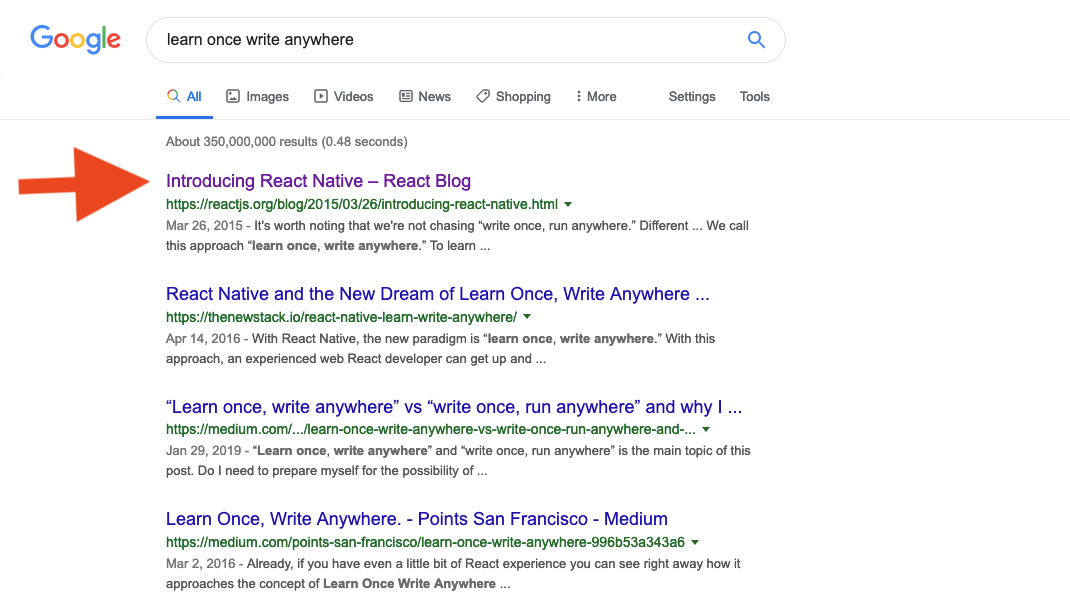 Google
learn once write anywhere
All Images Videos News Shopping More Settings Tools
About 350,000,000 results (0.48 seconds)
Introducing React Native – React Blog
https://reactjs.org/blog/2015/03/26/introducing-react-native.html
Mar 26, 2015 - It's worth noting that we're not chasing “write once, run anywhere.” Different ... We call
this approach “learn once, write anywhere.” To learn ...
React Native and the New Dream of Learn Once, Write Anywhere ...
https://thenewstack.io/react-native-learn-write-anywhere/
Apr 14, 2016 - With React Native, the new paradigm is “learn once, write anywhere.” With this
approach, an experienced web React developer can get up and ...
“Learn once, write anywhere” vs “write once, run anywhere” and why I ...
https://medium.com/.../learn-once-write-anywhere-vs-write-once-run-anywhere-and-...
Jan 29, 2019 - “Learn once, write anywhere” and “write once, run anywhere” is the main topic of this
post. Do I need to prepare myself for the possibility of ...
Learn Once, Write Anywhere. - Points San Francisco - Medium
https://medium.com/points-san-francisco/learn-once-write-anywhere-996b53a343a6
Mar 2, 2016 - Already, if you have even a little bit of React experience you can see right away how it
approaches the concept of Learn Once Write Anywhere ...